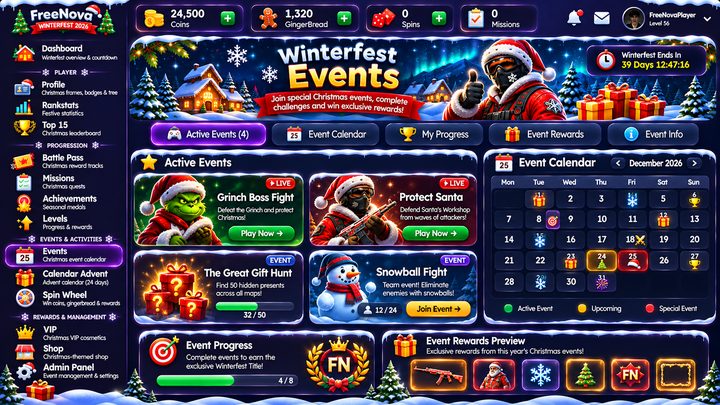 FreeNova
WINTERFEST 2026
Dashboard
Winterfest overview & countdown
PLAYER
Profile
Christmas frames, badges & tree
Rankstats
Festive statistics
Top 15
Christmas leaderboard
PROGRESSION
Battle Pass
Christmas reward tracks
Missions
Christmas quests
Achievements
Seasonal medals
Levels
Progress & rewards
EVENTS & ACTIVITIES
25
Events
Christmas event calendar
Calendar Advent
Advent calendar (24 days)
Spin Wheel
Win coins, gingerbread & rewards
REWARDS & MANAGEMENT
VIP
Christmas VIP cosmetics
Shop
Christmas-themed shop
Admin Panel
Event management & settings
24,500
Coins
1,320
GingerBread
0
Spins
0
Missions
FreeNovaPlayer
Level 56
Winterfest
Events
Join special Christmas events, complete
challenges and win exclusive rewards!
Winterfest Ends In
39 Days 12:47:16
Active Events (4)
25 Event Calendar
My Progress
Event Rewards
Event Info
Active Events
LIVE
Grinch Boss Fight
Defeat the Grinch and protect
Christmas!
Play Now →
LIVE
Protect Santa
Defend Santa's Workshop
from waves of attackers!
Play Now →
EVENT
The Great Gift Hunt
Find 50 hidden presents
across all maps!
32 / 50
EVENT
Snowball Fight
Team event! Eliminate
enemies with snowballs!
12 / 24
Join Event →
Event Progress
Complete events to earn the
exclusive Winterfest Title!
4 / 8
FN
25 Event Calendar
< December 2026 >
Mon Tue Wed Thu Fri Sat Sun
2 3 6
7 8 9 10 11 12 13
14 16 17 18 20
21 22 23 24 25 26 27
28 30 31
Active Event
Upcoming
Special Event
Event Rewards Preview
Exclusive rewards from this year's Christmas events!
FN